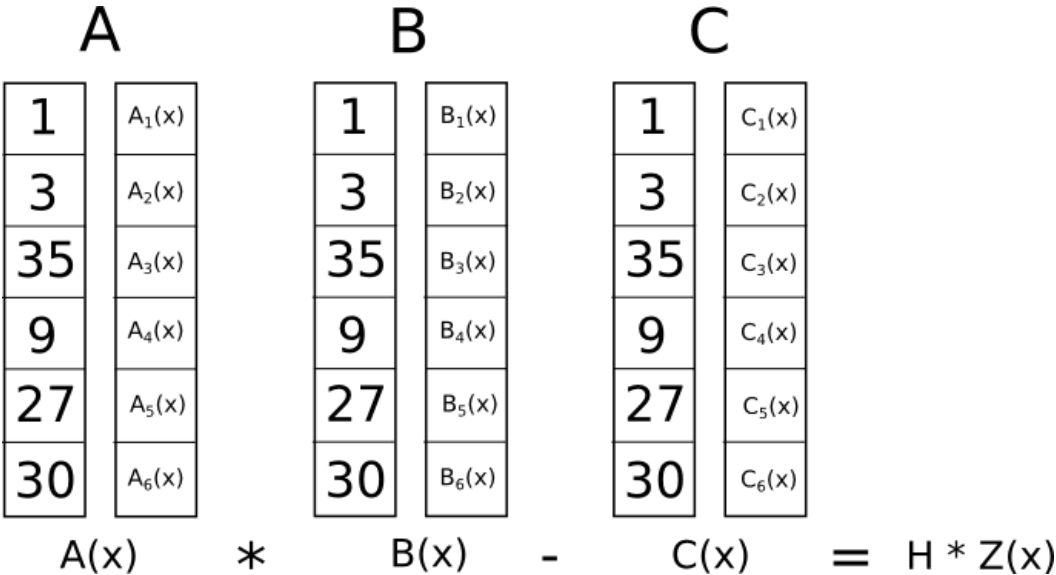 A B C
1 A₁(x) 1 B₁(x) 1 C₁(x)
3 A₂(x) 3 B₂(x) 3 C₂(x)
35 A₃(x) 35 B₃(x) 35 C₃(x)
9 A₄(x) 9 B₄(x) 9 C₄(x)
27 A₅(x) 27 B₅(x) 27 C₅(x)
30 A₆(x) 30 B₆(x) 30 C₆(x)
A(x) * B(x) - C(x) = H * Z(x)